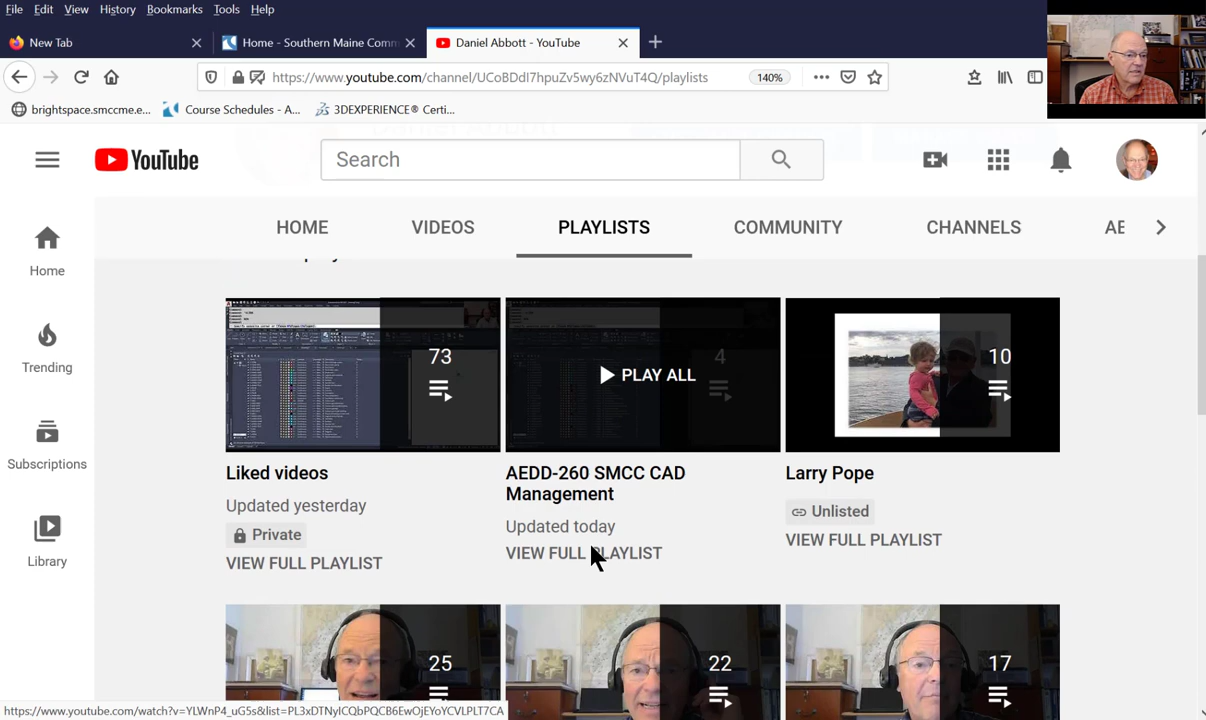 File Edit View History Bookmarks Tools Help
New Tab
Home - Southern Maine Comm
Daniel Abbott - YouTube
https://www.youtube.com/channel/UCoBDdI7hpuZv5wy6zNVuT4Q/playlists
140%
brightspace.smccme.e...
Course Schedules - A...
3DEXPERIENCE® Certi...
YouTube
Search
HOME VIDEOS PLAYLISTS COMMUNITY CHANNELS AB
Home
Trending
Subscriptions
Library
73
4
PLAY ALL
10
Liked videos
Updated yesterday
Private
VIEW FULL PLAYLIST
AEDD-260 SMCC CAD
Management
Updated today
VIEW FULL PLAYLIST
Larry Pope
Unlisted
VIEW FULL PLAYLIST
25
22
17
https://www.youtube.com/watch?v=YLWnP4_uG5s&list=PL3xDTNyICQbPQCB6EwOjEYoYCVLPLT7CA